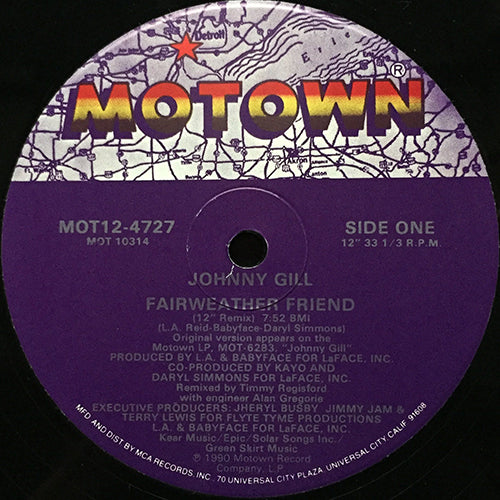 Detroit
Erie
MOTOWN®
Akron
MOT12-4727
MOT 10314
SIDE ONE
12" 33 1/3 R.P.M.
JOHNNY GILL
FAIRWEATHER FRIEND
(12" Remix) 7:52 BMI
(L.A. Reid-Babyface-Daryl Simmons)
Original version appears on the
Motown LP, MOT-6283, "Johnny Gill"
PRODUCED BY L.A. & BABYFACE FOR LaFACE, INC.
CO-PRODUCED BY KAYO AND
DARYL SIMMONS FOR LaFACE, INC.
Remixed by Timmy Regisford
with engineer Alan Gregorie
EXECUTIVE PRODUCERS: JHERYL BUSBY JIMMY JAM &
TERRY LEWIS FOR FLYTE TYME PRODUCTIONS
L.A. & BABYFACE FOR LaFACE, INC.
Kear Music/Epic/Solar Songs Inc./
Green Skirt Music
℗ 1990 Motown Record
Company, L.P.
MFD AND DIST BY MCA RECORDS, INC., 70 UNIVERSAL CITY PLAZA, UNIVERSAL CITY, CALIF. 91608